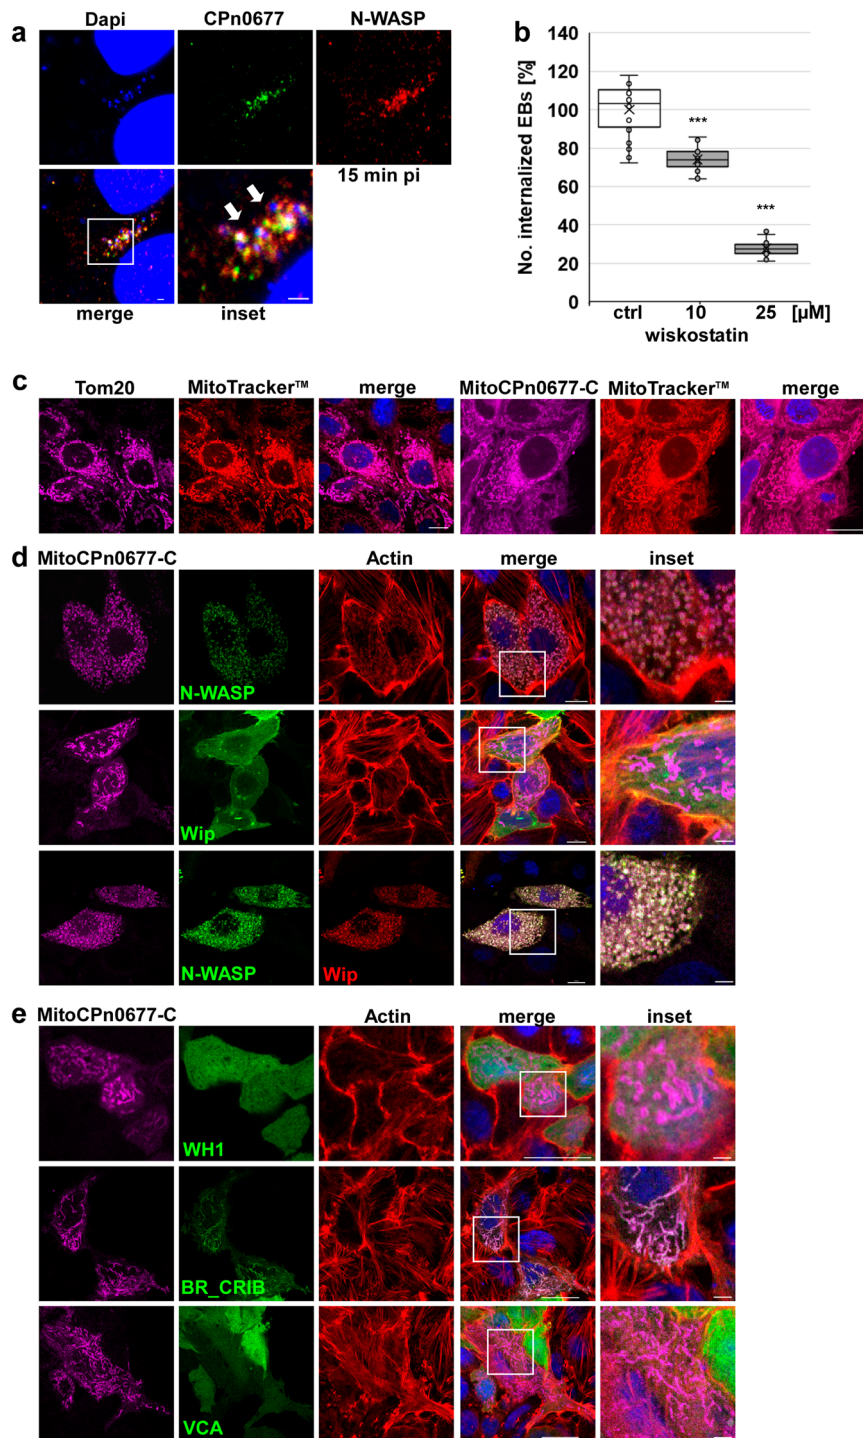 a
Dapi CPn0677 N-WASP
15 min pi
merge inset
b
No. internalized EBs [%]
140
120
100
80
60
40
20
0
***
***
ctrl 10 25 [µM]
wiskostatin
c
Tom20 MitoTracker™ merge MitoCPn0677-C MitoTracker™ merge
d
MitoCPn0677-C Actin merge inset
N-WASP
Wip
N-WASP Wip
e
MitoCPn0677-C Actin merge inset
WH1
BR_CRIB
VCA